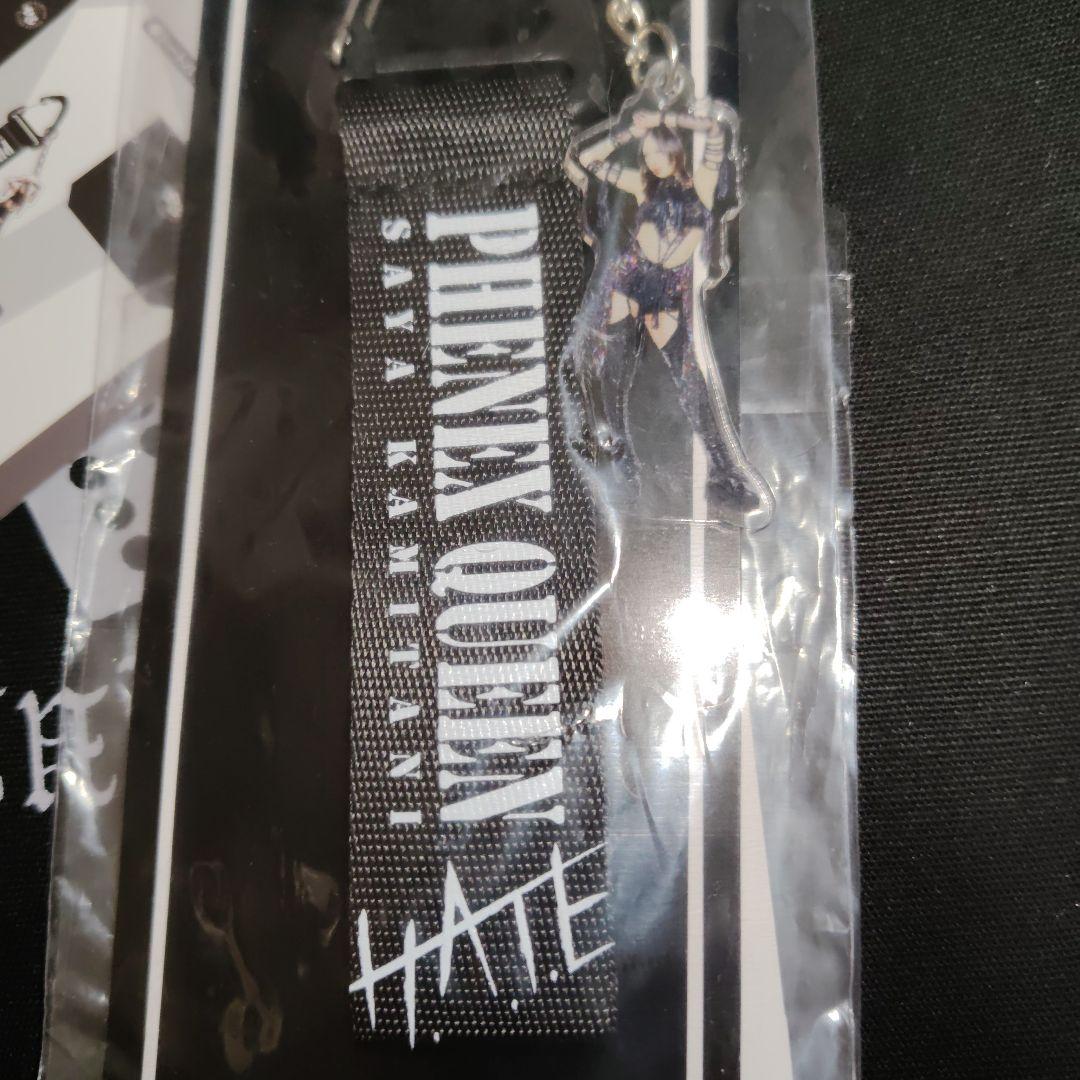 PHENEX QUEEN
SAYA KAMITANI
H.A.T.E